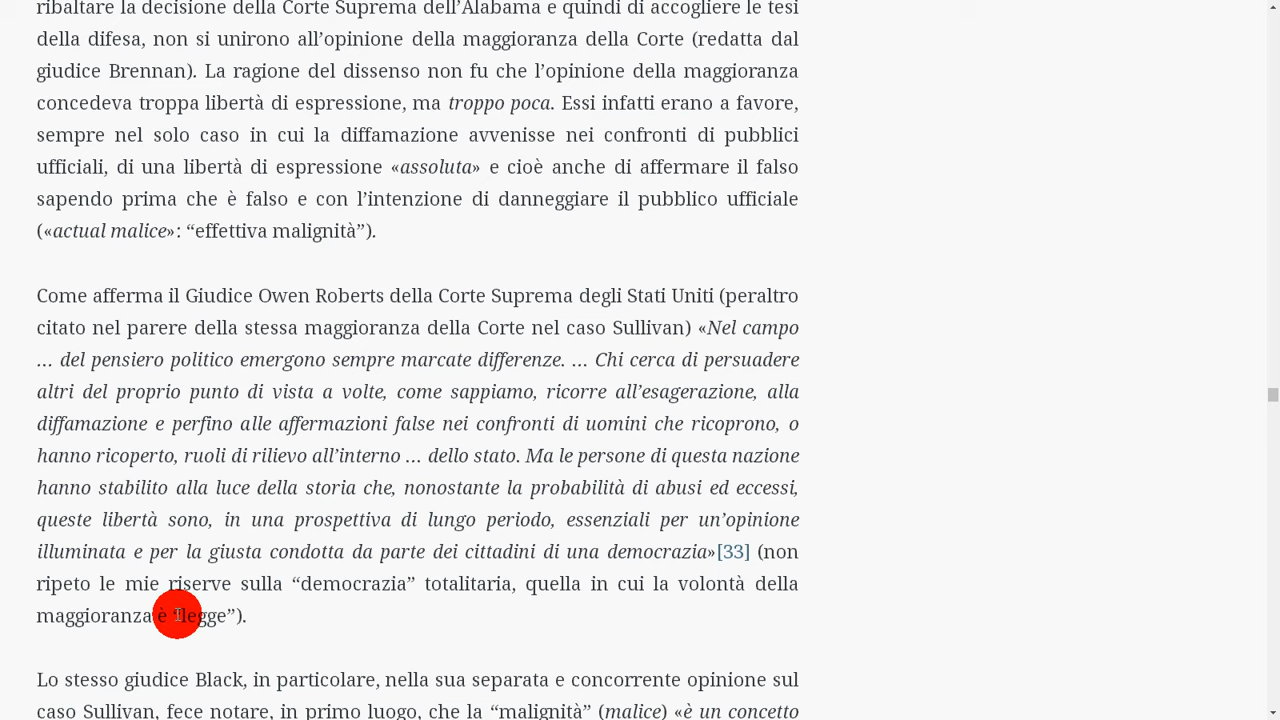 ribaltare la decisione della Corte Suprema dell’Alabama e quindi di accogliere le tesi
della difesa, non si unirono all’opinione della maggioranza della Corte (redatta dal
giudice Brennan). La ragione del dissenso non fu che l’opinione della maggioranza
concedeva troppa libertà di espressione, ma troppo poca. Essi infatti erano a favore,
sempre nel solo caso in cui la diffamazione avvenisse nei confronti di pubblici
ufficiali, di una libertà di espressione «assoluta» e cioè anche di affermare il falso
sapendo prima che è falso e con l’intenzione di danneggiare il pubblico ufficiale
(«actual malice»: “effettiva malignità”).
Come afferma il Giudice Owen Roberts della Corte Suprema degli Stati Uniti (peraltro
citato nel parere della stessa maggioranza della Corte nel caso Sullivan) «Nel campo
… del pensiero politico emergono sempre marcate differenze. … Chi cerca di persuadere
altri del proprio punto di vista a volte, come sappiamo, ricorre all’esagerazione, alla
diffamazione e perfino alle affermazioni false nei confronti di uomini che ricoprono, o
hanno ricoperto, ruoli di rilievo all’interno … dello stato. Ma le persone di questa nazione
hanno stabilito alla luce della storia che, nonostante la probabilità di abusi ed eccessi,
queste libertà sono, in una prospettiva di lungo periodo, essenziali per un’opinione
illuminata e per la giusta condotta da parte dei cittadini di una democrazia»[33] (non
ripeto le mie riserve sulla “democrazia” totalitaria, quella in cui la volontà della
maggioranza è “legge”).
Lo stesso giudice Black, in particolare, nella sua separata e concorrente opinione sul
caso Sullivan, fece notare, in primo luogo, che la “malignità” (malice) «è un concetto